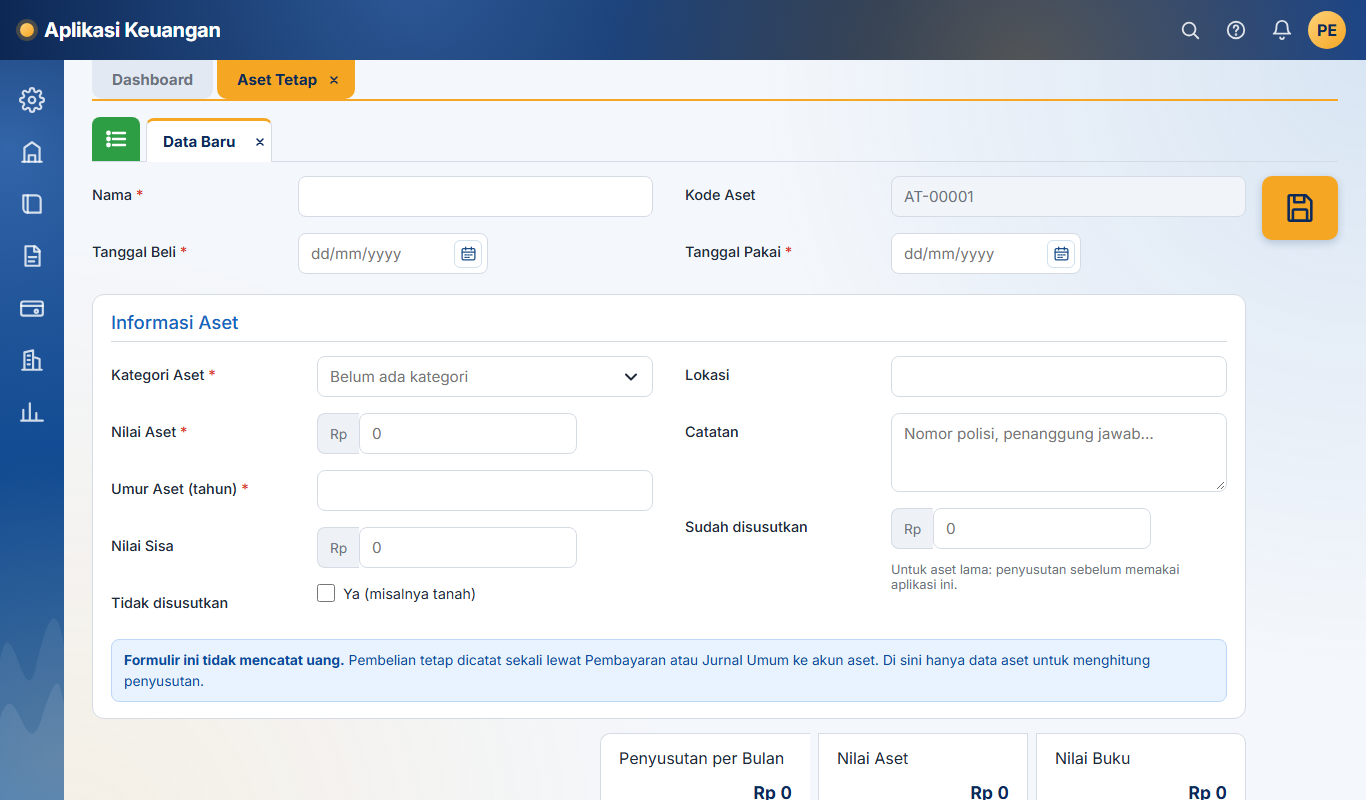 Aplikasi Keuangan
PE
Dashboard
Aset Tetap ×
Data Baru ×
Nama *
Kode Aset
AT-00001
Tanggal Beli *
dd/mm/yyyy
Tanggal Pakai *
dd/mm/yyyy
Informasi Aset
Kategori Aset *
Belum ada kategori
Lokasi
Nilai Aset *
Rp 0
Catatan
Nomor polisi, penanggung jawab...
Umur Aset (tahun) *
Sudah disusutkan
Rp 0
Nilai Sisa
Rp 0
Untuk aset lama: penyusutan sebelum memakai
aplikasi ini.
Tidak disusutkan
Ya (misalnya tanah)
Formulir ini tidak mencatat uang. Pembelian tetap dicatat sekali lewat Pembayaran atau Jurnal Umum ke akun aset. Di sini hanya data aset untuk menghitung
penyusutan.
Penyusutan per Bulan
Rp 0
Nilai Aset
Rp 0
Nilai Buku
Rp 0